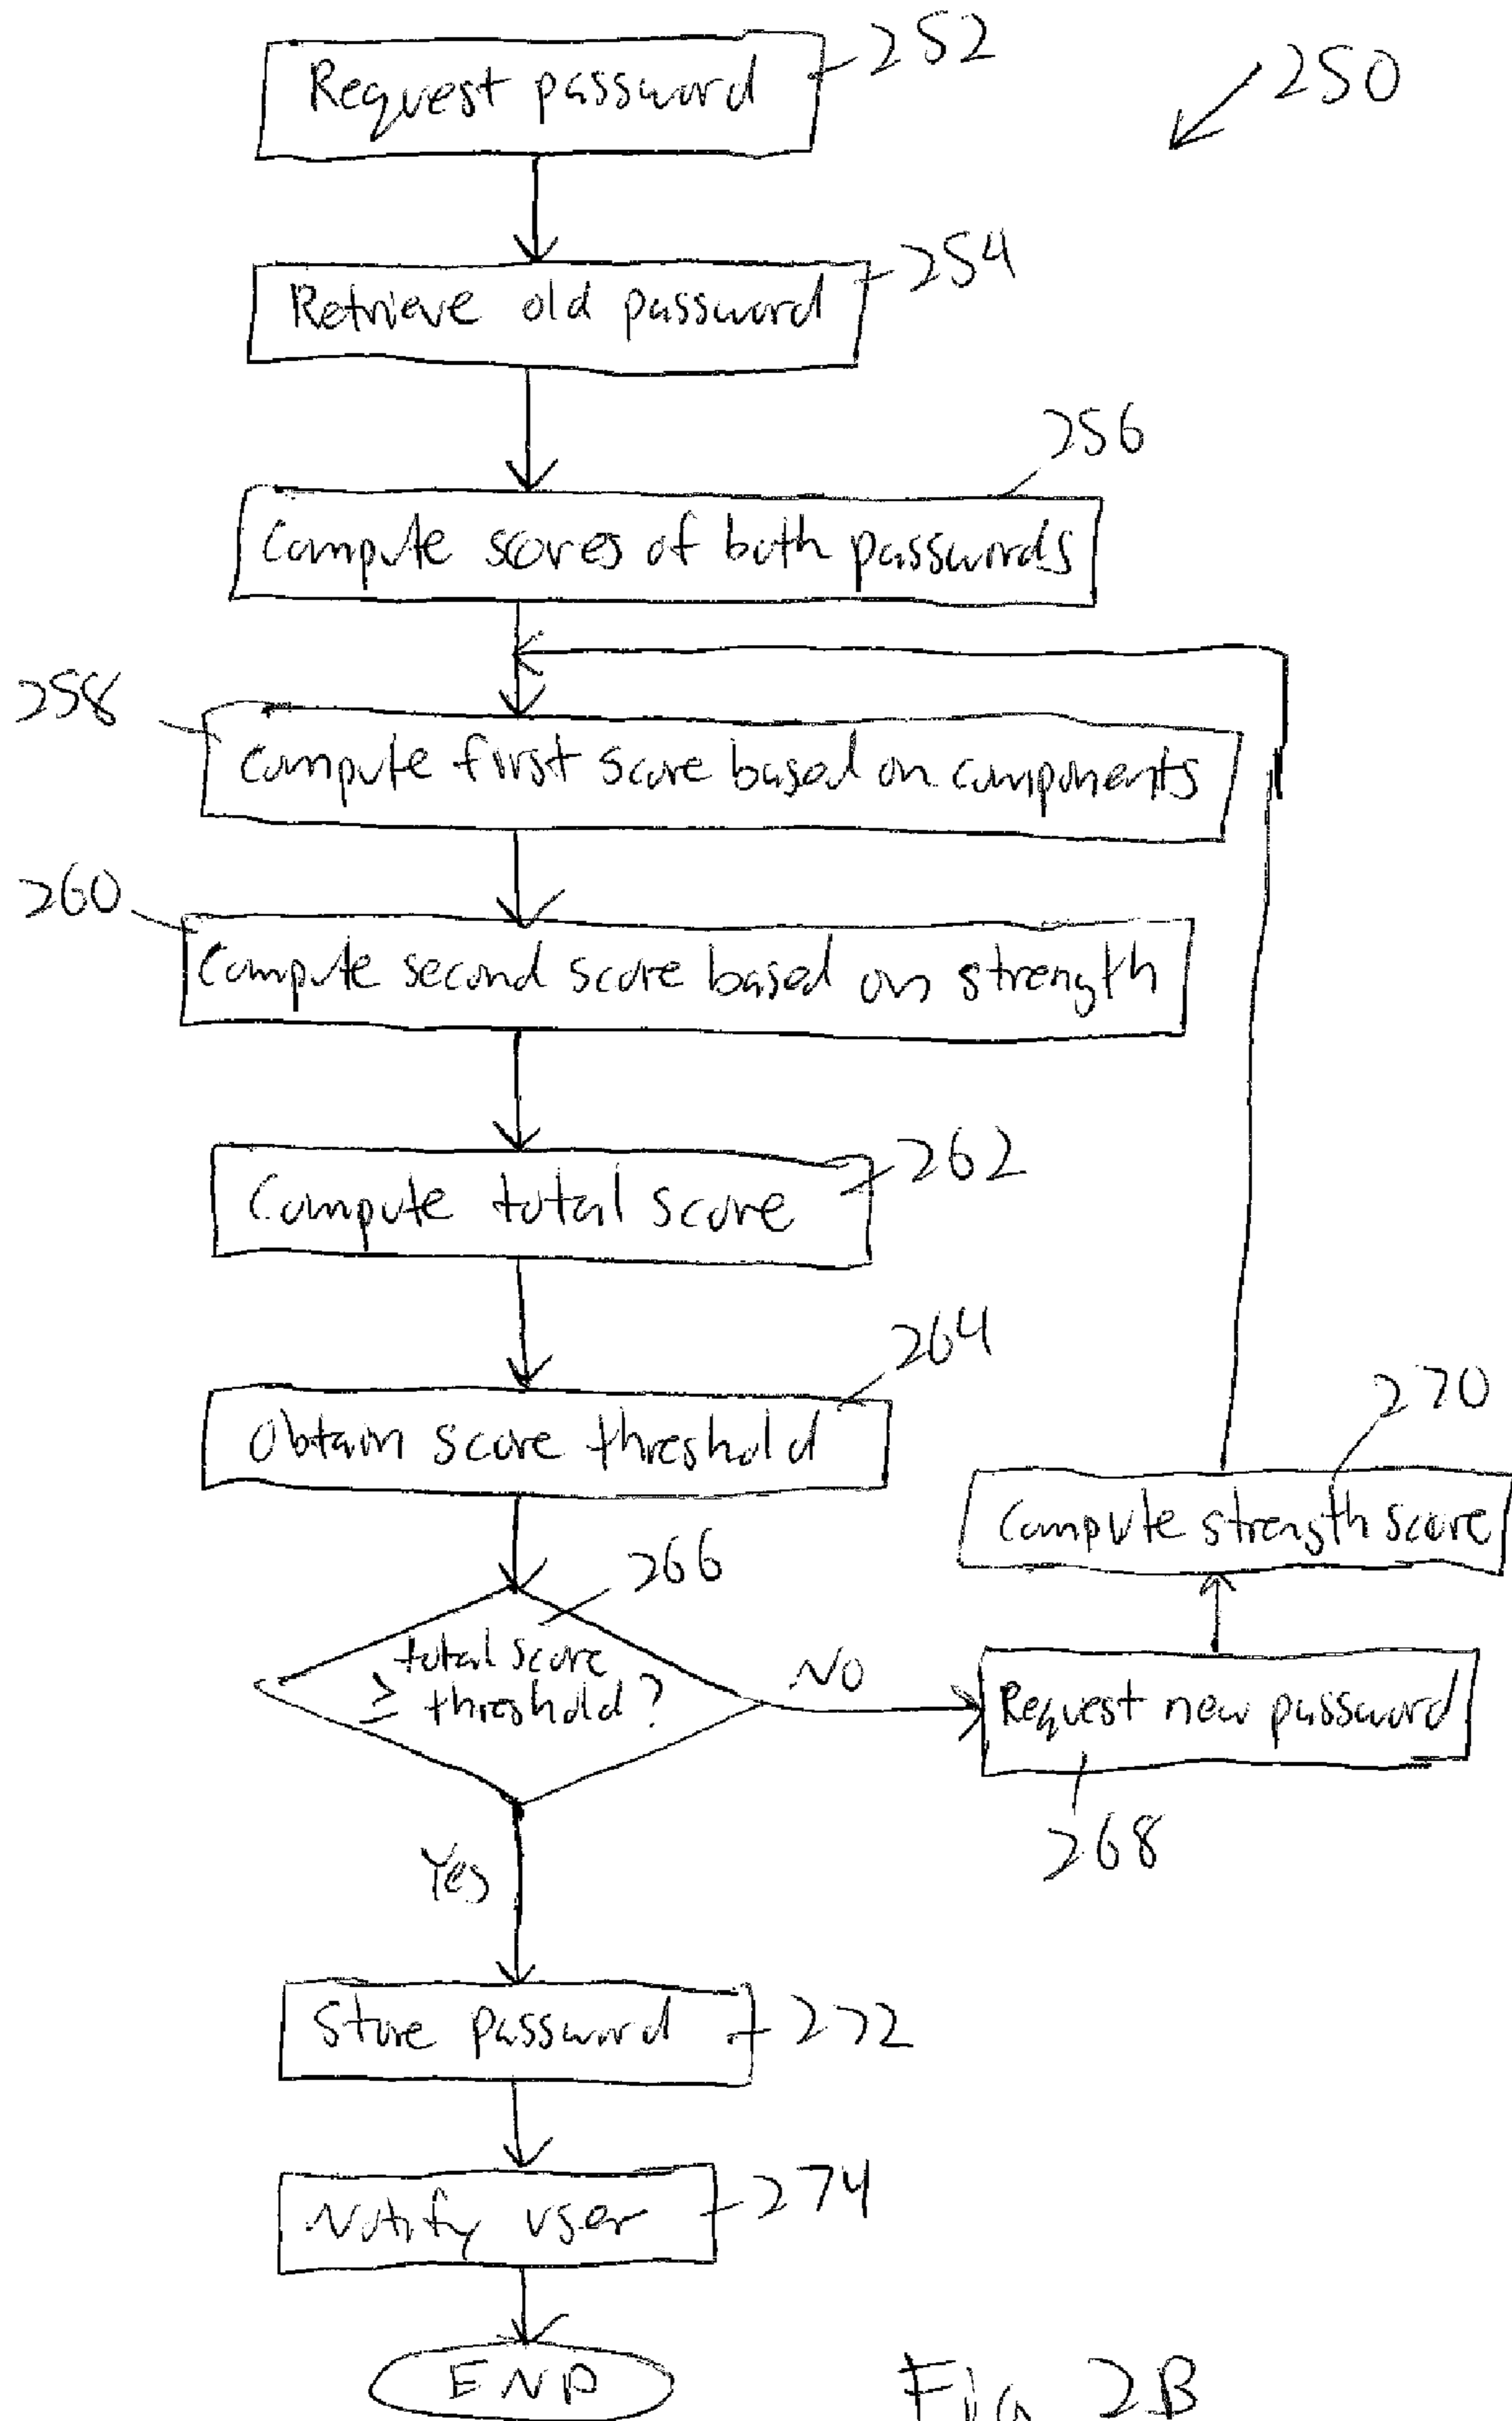 Request password
252
250
Retrieve old password
254
256
Compute scores of both passwords
258
Compute first score based on components
260
Compute second score based on strength
Compute total score
262
264
Obtain score threshold
270
Compute strength score
266
total score
≥ threshold?
NO
Request new password
268
Yes
Store password
272
Notify user
274
END
Fig 2B